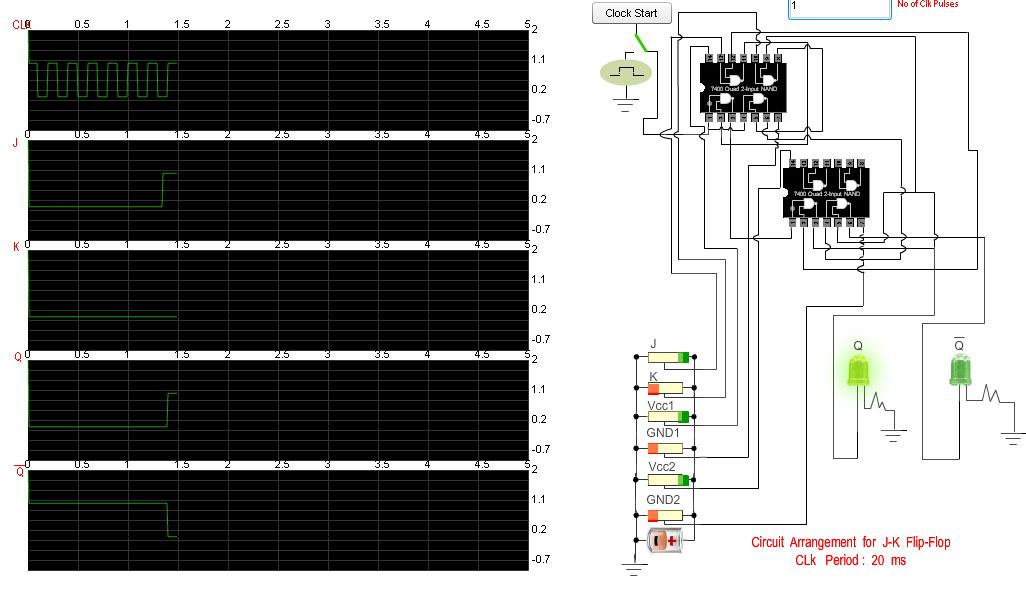 Clock Start
1
No of Clk Pulses
CLK
0 0.5 1 1.5 2 2.5 3 3.5 4 4.5 5
2
1.1
0.2
-0.7
J
0 0.5 1 1.5 2 2.5 3 3.5 4 4.5 5
2
1.1
0.2
-0.7
K
0 0.5 1 1.5 2 2.5 3 3.5 4 4.5 5
2
1.1
0.2
-0.7
Q
0 0.5 1 1.5 2 2.5 3 3.5 4 4.5 5
2
1.1
0.2
-0.7
Q̅
0 0.5 1 1.5 2 2.5 3 3.5 4 4.5 5
2
1.1
0.2
-0.7
7400 Quad 2-Input NAND
7400 Quad 2-Input NAND
J
K
Vcc1
GND1
Vcc2
GND2
Q
Q̅
Circuit Arrangement for J-K Flip-Flop
CLk Period : 20 ms